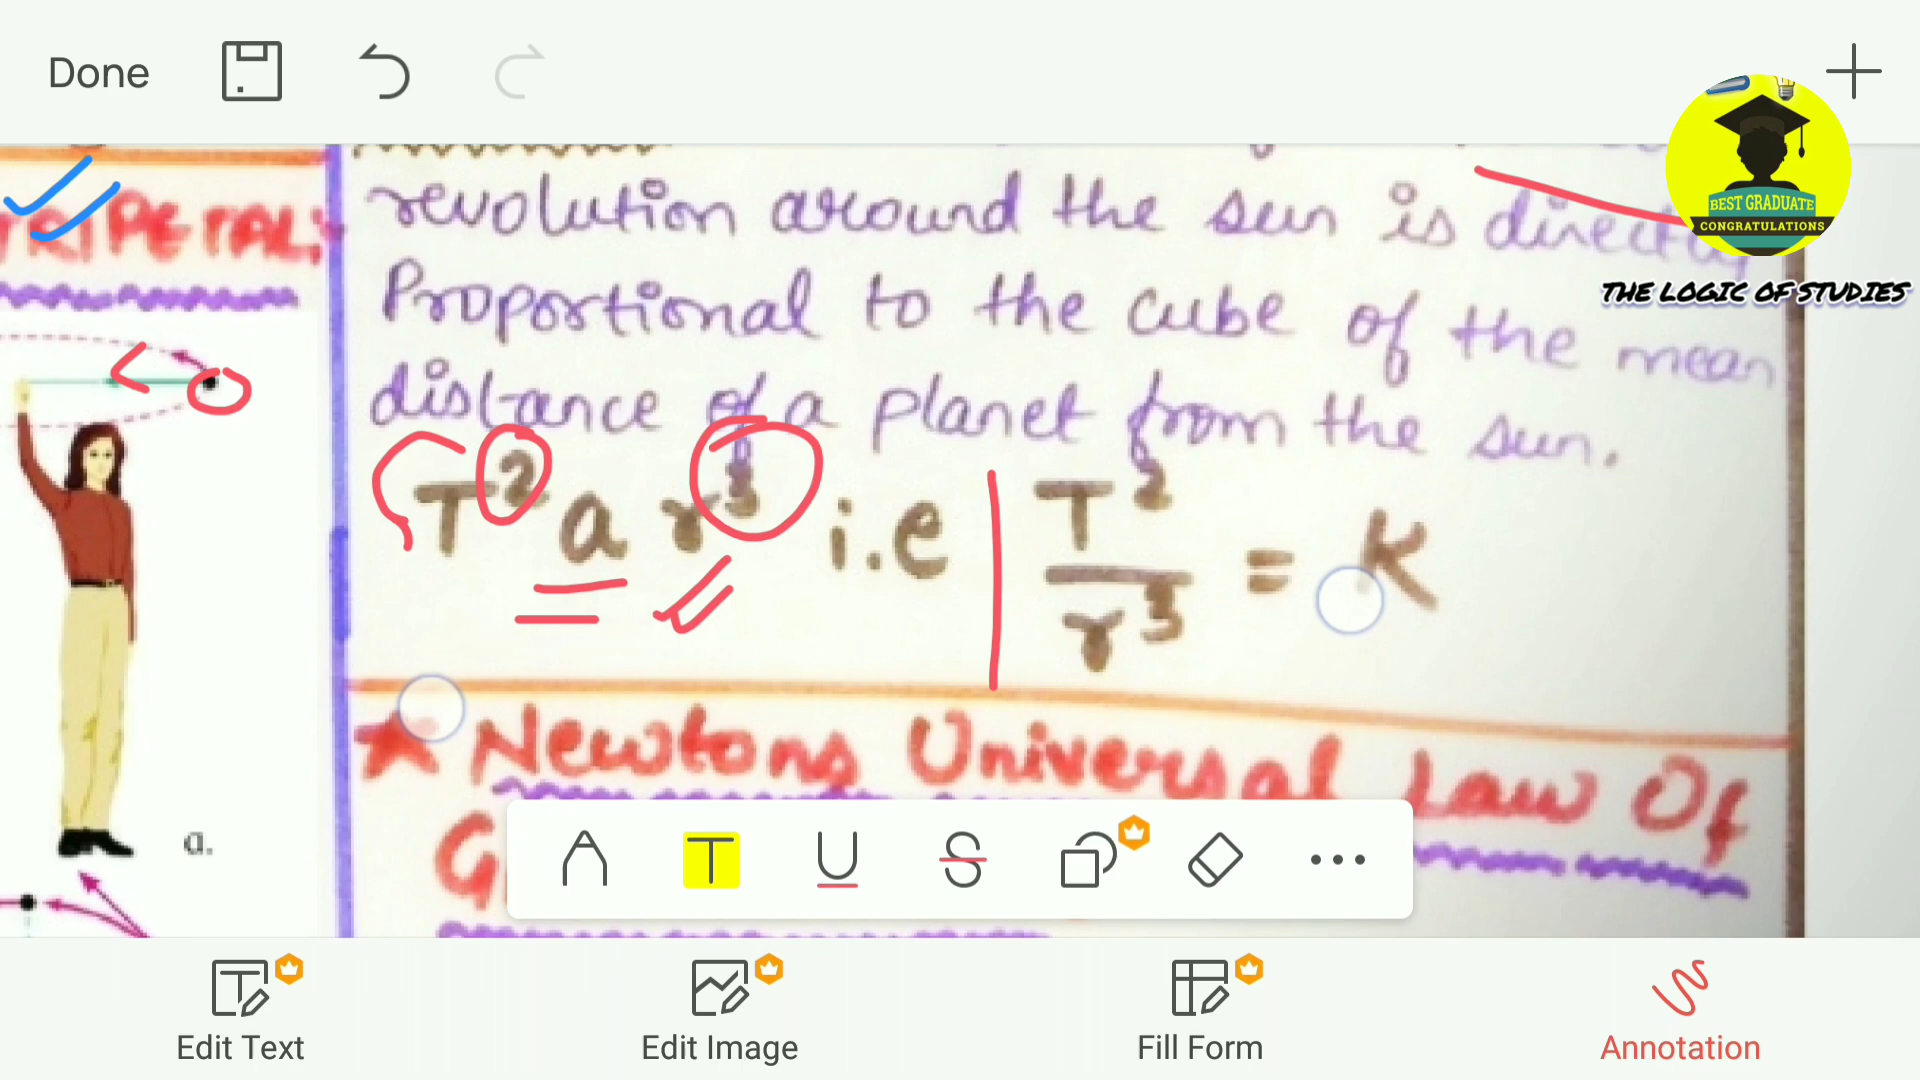 Done
BEST GRADUATE
CONGRATULATIONS
THE LOGIC OF STUDIES
TRIPETAL:
revolution around the sun is directly
Proportional to the cube of the mean
distance of a planet from the sun.
T² a r³ i.e T²/r³ = K
a.
★ Newtons Universal Law Of
G
Edit Text
Edit Image
Fill Form
Annotation